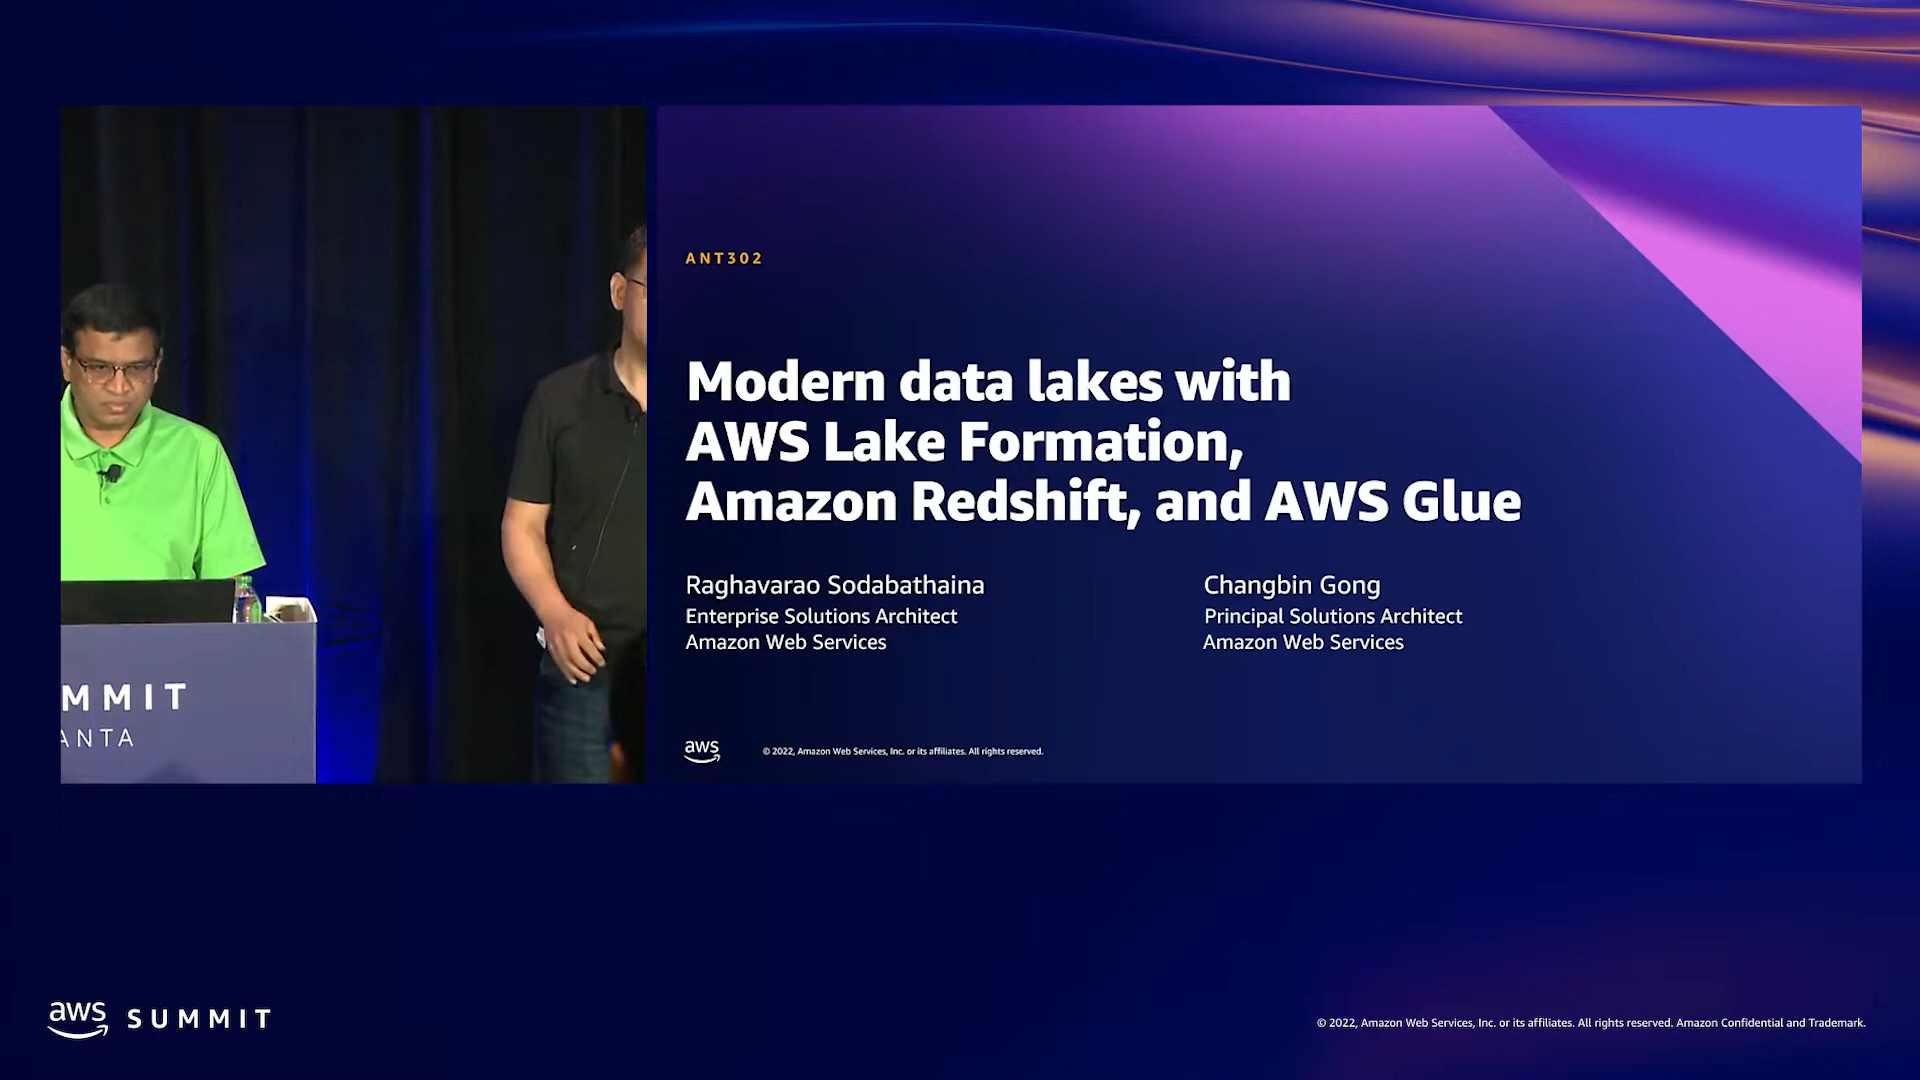 ANT302
Modern data lakes with
AWS Lake Formation,
Amazon Redshift, and AWS Glue
Raghavarao Sodabathaina
Enterprise Solutions Architect
Amazon Web Services
Changbin Gong
Principal Solutions Architect
Amazon Web Services
aws
© 2022, Amazon Web Services, Inc. or its affiliates. All rights reserved.
MMIT
ANTA
aws SUMMIT
© 2022, Amazon Web Services, Inc. or its affiliates. All rights reserved. Amazon Confidential and Trademark.